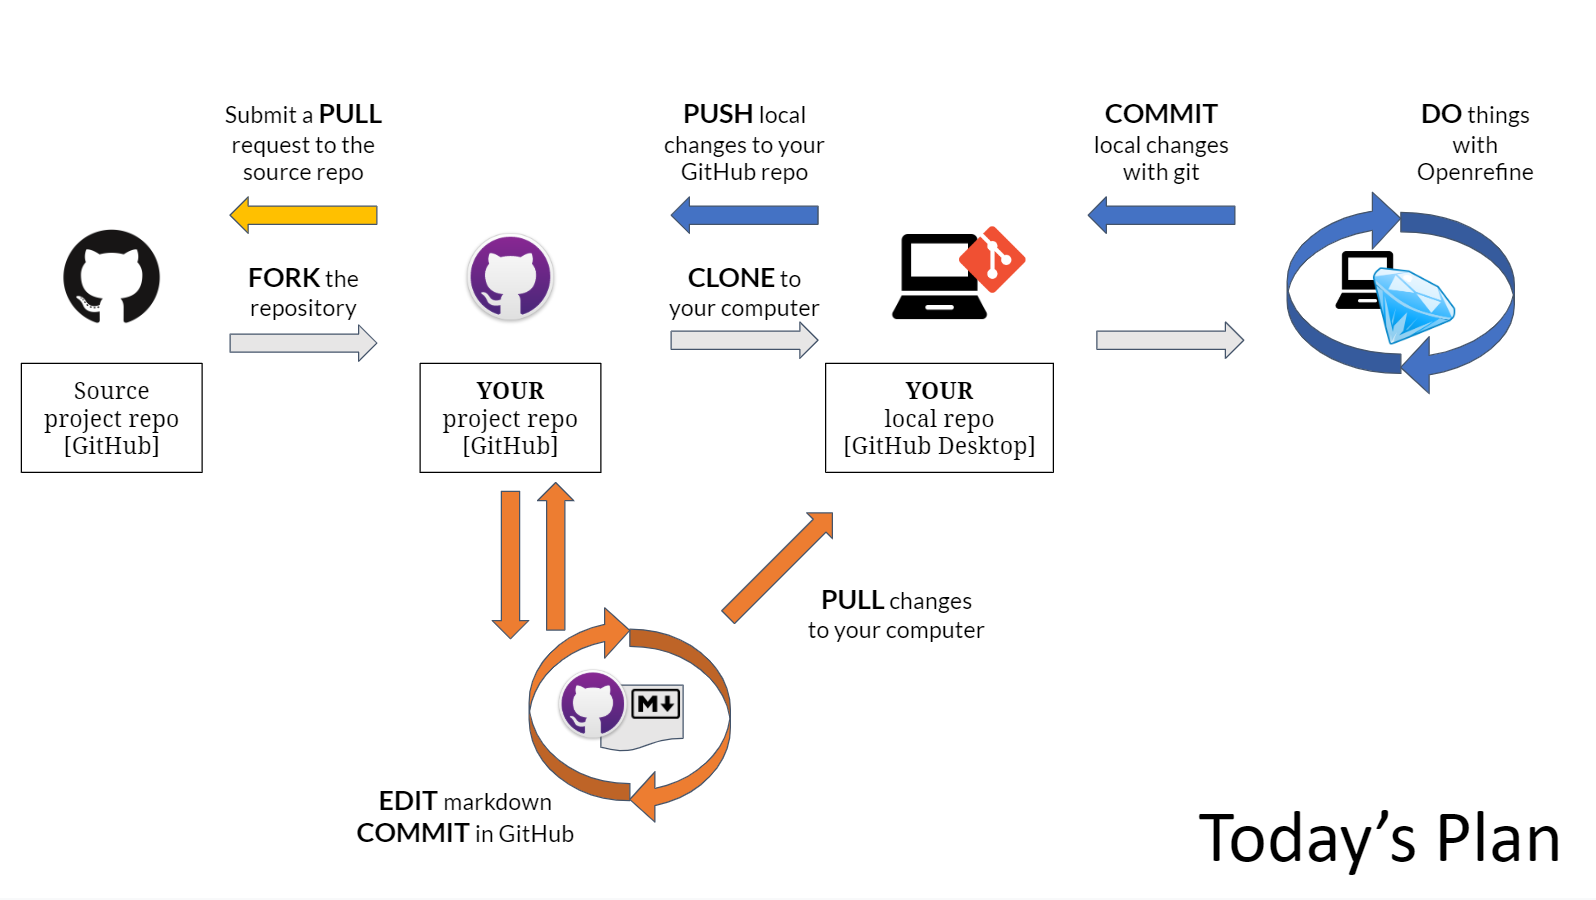 Submit a PULL
request to the
source repo
PUSH local
changes to your
GitHub repo
COMMIT
local changes
with git
DO things
with
Openrefine
FORK the
repository
CLONE to
your computer
Source
project repo
[GitHub]
YOUR
project repo
[GitHub]
YOUR
local repo
[GitHub Desktop]
PULL changes
to your computer
M
EDIT markdown
COMMIT in GitHub
Today’s Plan